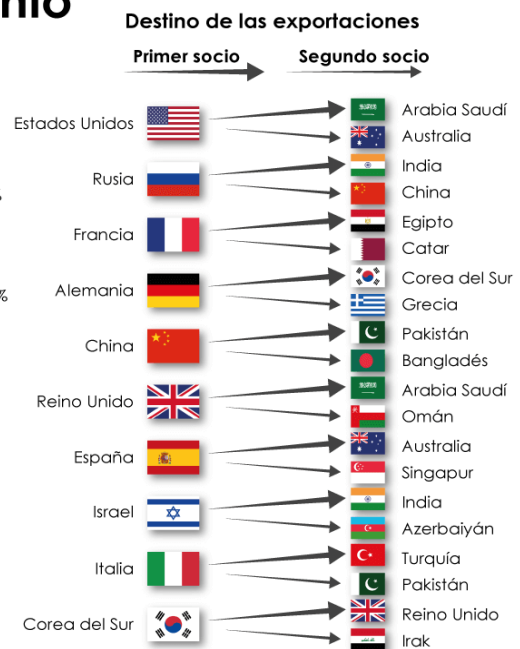 Destino de las exportaciones
Primer socio Segundo socio
Estados Unidos
Arabia Saudí
Australia
Rusia
India
China
Francia
Egipto
Catar
Alemania
Corea del Sur
Grecia
China
Pakistán
Bangladés
Reino Unido
Arabia Saudí
Omán
España
Australia
Singapur
Israel
India
Azerbaiyán
Italia
Turquía
Pakistán
Corea del Sur
Reino Unido
Irak
%